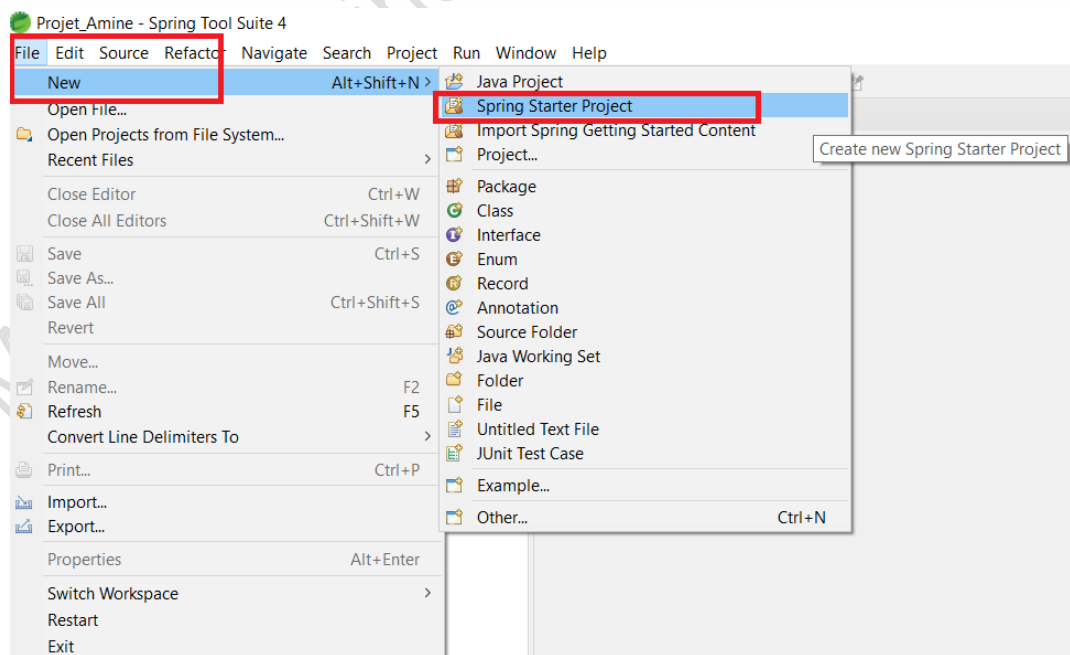 Projet_Amine - Spring Tool Suite 4
File Edit Source Refactor Navigate Search Project Run Window Help
New Alt+Shift+N >
Open File...
Open Projects from File System...
Recent Files >
Close Editor Ctrl+W
Close All Editors Ctrl+Shift+W
Save Ctrl+S
Save As...
Save All Ctrl+Shift+S
Revert
Move...
Rename... F2
Refresh F5
Convert Line Delimiters To >
Print... Ctrl+P
Import...
Export...
Properties Alt+Enter
Switch Workspace >
Restart
Exit
Java Project
Spring Starter Project
Import Spring Getting Started Content
Project...
Package
Class
Interface
Enum
Record
Annotation
Source Folder
Java Working Set
Folder
File
Untitled Text File
JUnit Test Case
Example...
Other... Ctrl+N
Create new Spring Starter Project